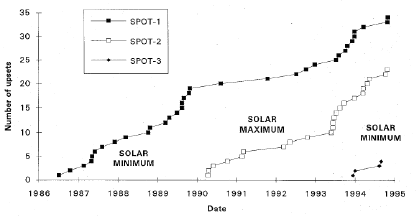 35
30
25
20
15
10
5
0
Number of upsets
SPOT-1
SPOT-2
SPOT-3
SOLAR
MINIMUM
SOLAR
MAXIMUM
SOLAR
MINIMUM
1986 1987 1988 1989 1990 1991 1992 1993 1994 1995
Date